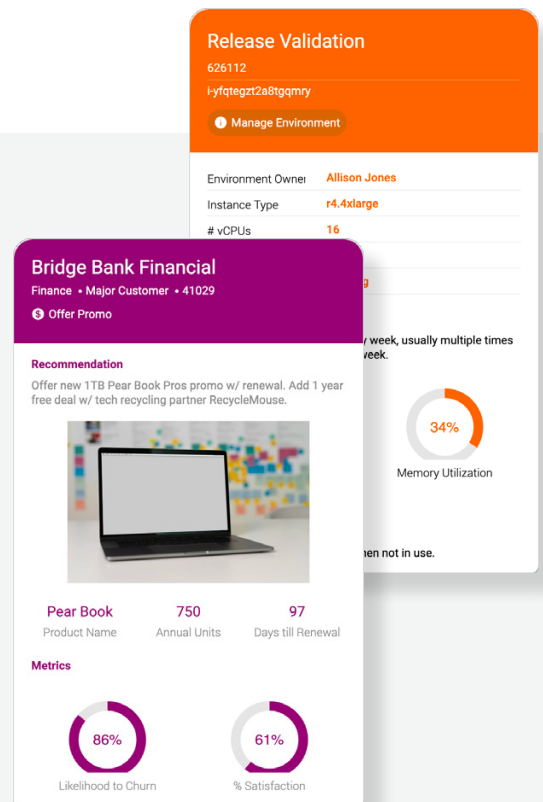 Release Validation
626112
i-yfqtegzt2a8tgqmry
Manage Environment
Environment Owner Allison Jones
Instance Type r4.4xlarge
# vCPUs 16
week, usually multiple times
week.
34%
Memory Utilization
not in use.
Bridge Bank Financial
Finance • Major Customer • 41029
Offer Promo
Recommendation
Offer new 1TB Pear Book Pros promo w/ renewal. Add 1 year
free deal w/ tech recycling partner RecycleMouse.
Pear Book 750 97
Product Name Annual Units Days till Renewal
Metrics
86% 61%
Likelihood to Churn % Satisfaction